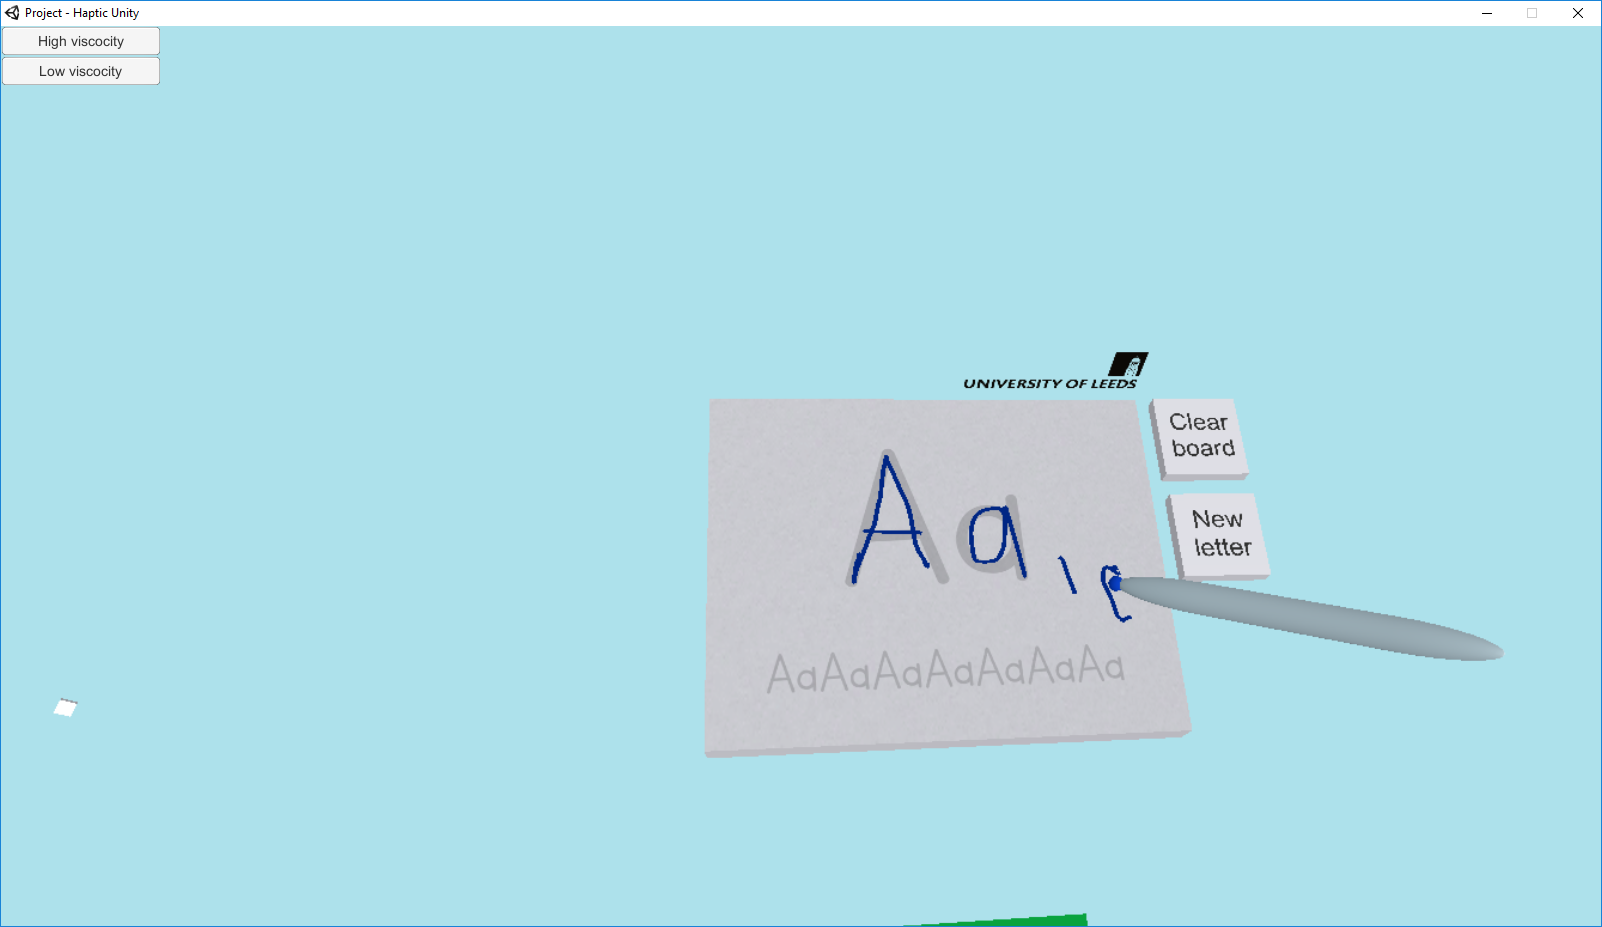 Project - Haptic Unity
High viscocity
Low viscocity
UNIVERSITY OF LEEDS
Clear
board
New
letter
Aa
AaAaAaAaAaAaAa